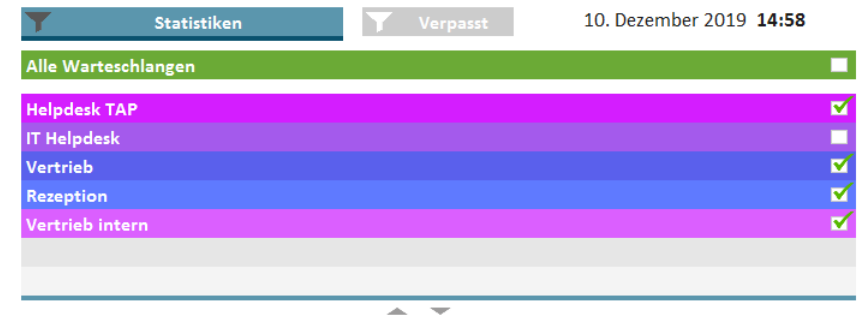 Statistiken Verpasst 10. Dezember 2019 14:58
Alle Warteschlangen
Helpdesk TAP
IT Helpdesk
Vertrieb
Rezeption
Vertrieb intern